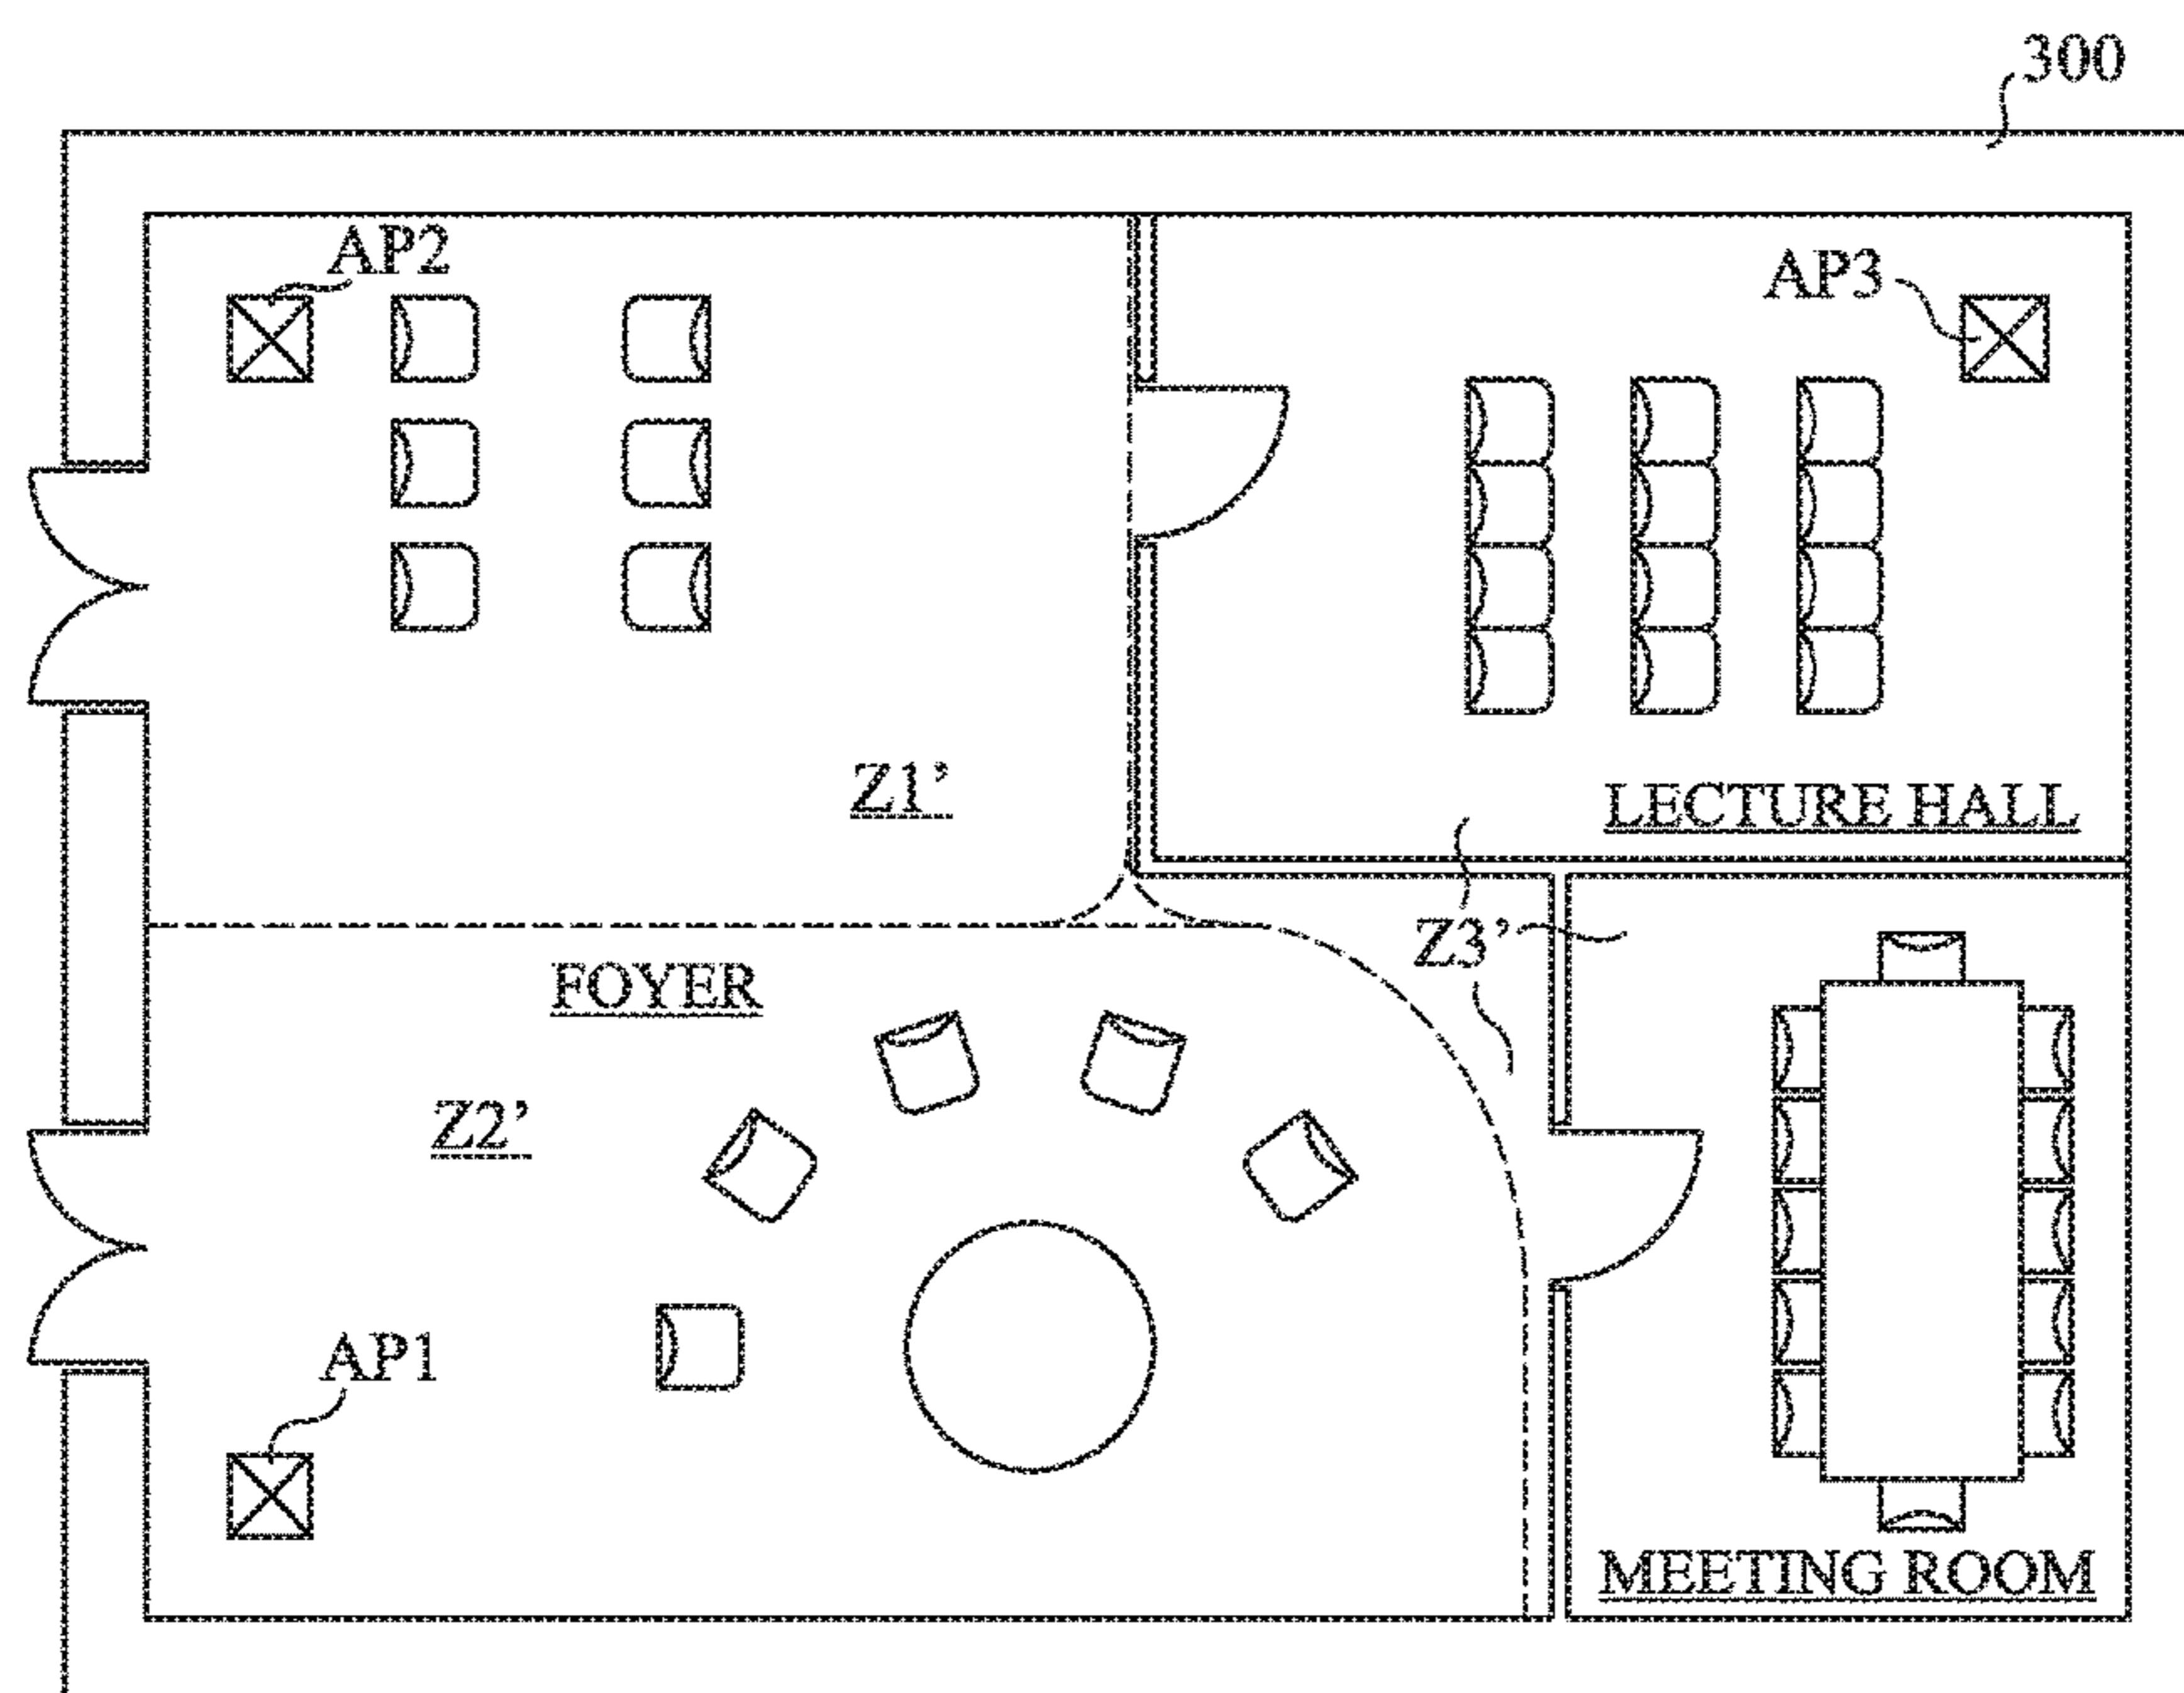 300
AP2
AP3
Z1’
LECTURE HALL
Z3’
FOYER
Z2’
AP1
MEETING ROOM